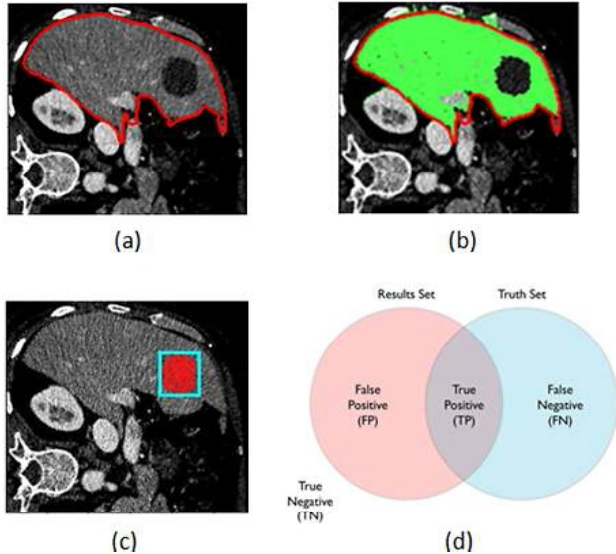 (a)
(b)
Results Set
Truth Set
False
Positive
(FP)
True
Positive
(TP)
False
Negative
(FN)
True
Negative
(TN)
(c)
(d)